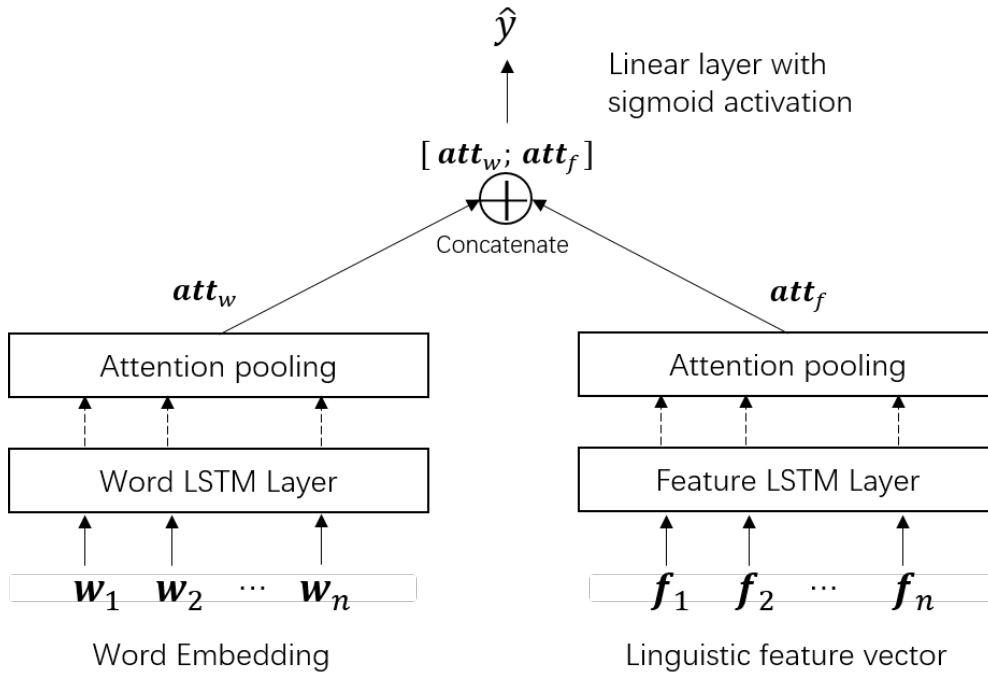 ŷ
Linear layer with
sigmoid activation
[ att_w; att_f ]
Concatenate
att_w
att_f
Attention pooling
Attention pooling
Word LSTM Layer
Feature LSTM Layer
w_1 w_2 ⋯ w_n
f_1 f_2 ⋯ f_n
Word Embedding
Linguistic feature vector